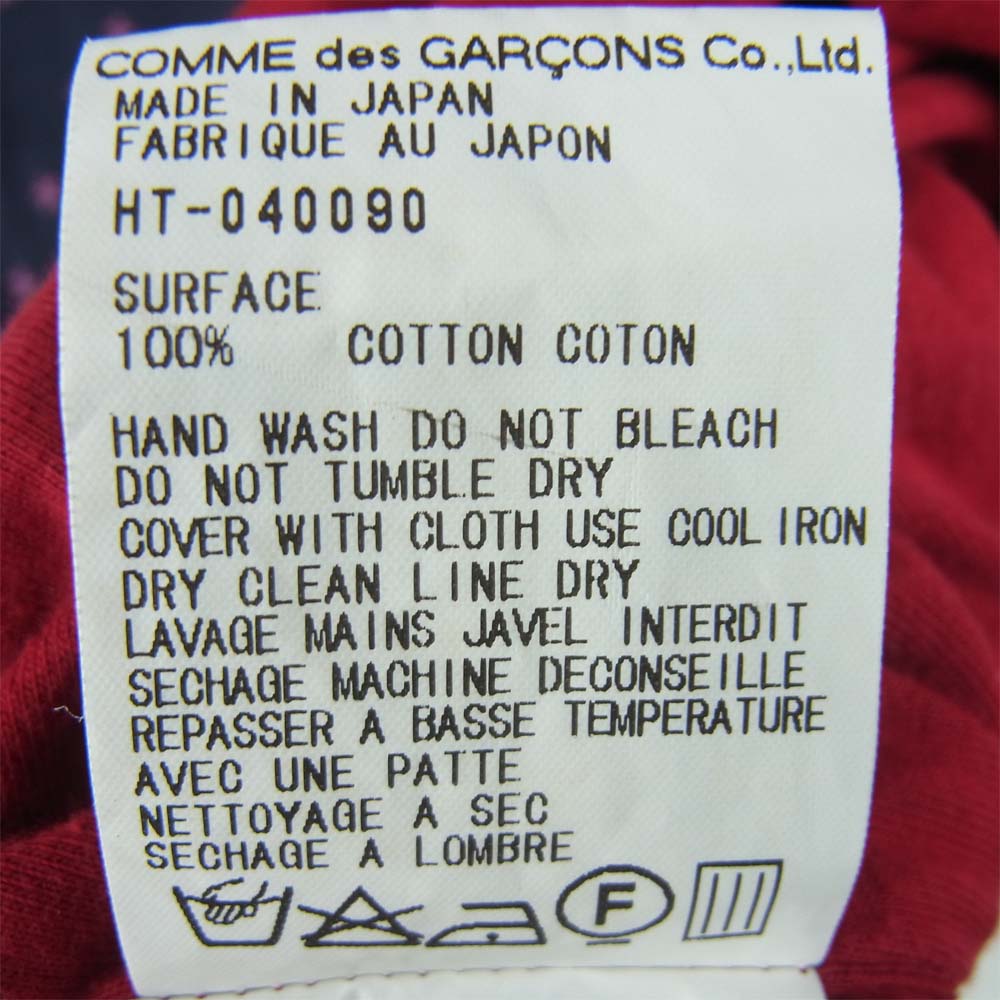 COMME des GARÇONS Co.,Ltd.
MADE IN JAPAN
FABRIQUE AU JAPON
HT-040090
SURFACE
100% COTTON COTON
HAND WASH DO NOT BLEACH
DO NOT TUMBLE DRY
COVER WITH CLOTH USE COOL IRON
DRY CLEAN LINE DRY
LAVAGE MAINS JAVEL INTERDIT
SECHAGE MACHINE DECONSEILLE
REPASSER A BASSE TEMPERATURE
AVEC UNE PATTE
NETTOYAGE A SEC
SECHAGE A LOMBRE
F